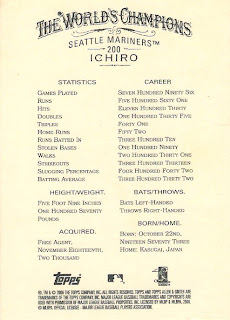 THE WORLD'S CHAMPIONS
SEATTLE MARINERS™
200
ICHIRO
STATISTICS CAREER
GAMES PLAYED SEVEN HUNDRED NINETY SIX
RUNS FIVE HUNDRED SIXTY ONE
HITS ELEVEN HUNDRED THIRTY
DOUBLES ONE HUNDRED THIRTY FIVE
TRIPLES FORTY ONE
HOME RUNS FIFTY TWO
RUNS BATTED IN THREE HUNDRED TEN
STOLEN BASES ONE HUNDRED NINETY
WALKS TWO HUNDRED THIRTY ONE
STRIKEOUTS THREE HUNDRED THIRTEEN
SLUGGING PERCENTAGE FOUR HUNDRED FORTY TWO
BATTING AVERAGE THREE HUNDRED THIRTY TWO
HEIGHT/WEIGHT.
FIVE FOOT NINE INCHES
ONE HUNDRED SEVENTY
POUNDS
BATS/THROWS.
BATS LEFT-HANDED
THROWS RIGHT-HANDED
ACQUIRED.
FREE AGENT,
NOVEMBER EIGHTEENTH,
TWO THOUSAND
BORN/HOME.
BORN: OCTOBER 22ND,
NINETEEN SEVENTY THREE
HOME: KASUGAI, JAPAN
Topps